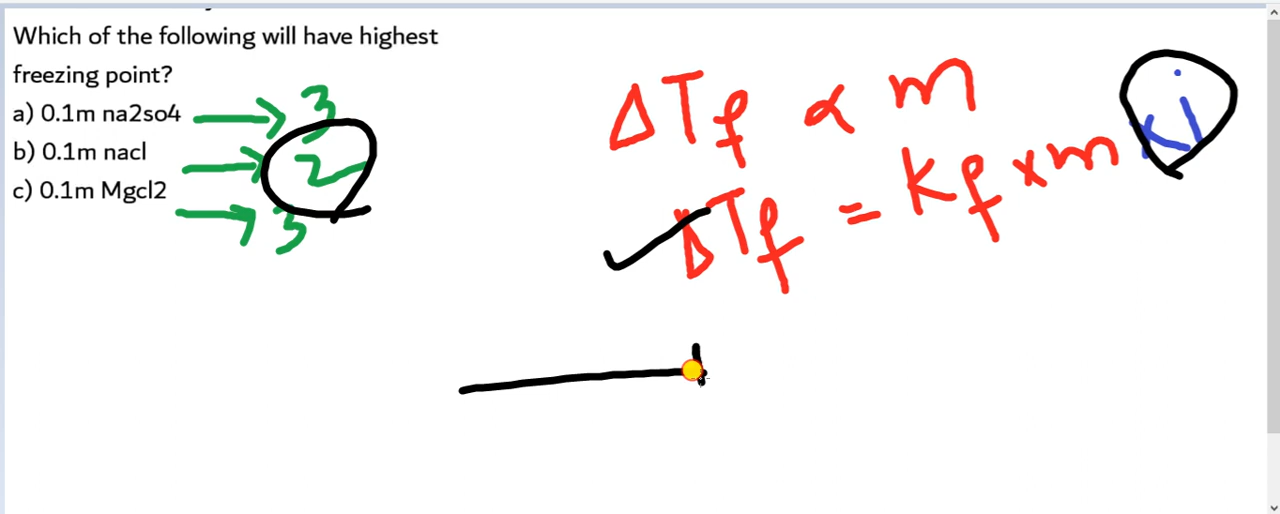 Which of the following will have highest
freezing point?
a) 0.1m na2so4 → 3
b) 0.1m nacl → 2
c) 0.1m Mgcl2 → 3
ΔTf ∝ m
ΔTf = Kf × m × i